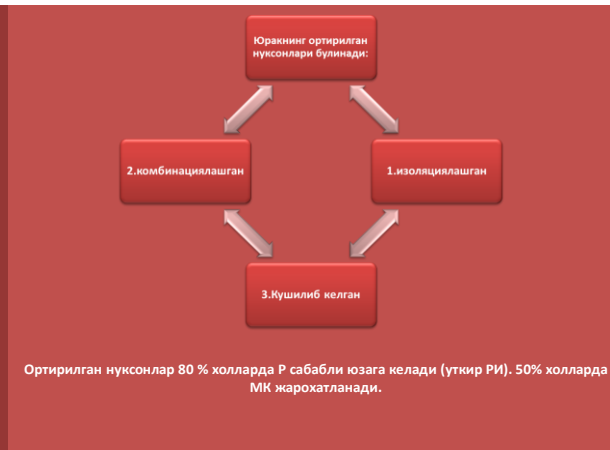 Юракнинг ортирилган
нуксонлари булинади:
2.комбинациялашган
1.изоляциялашган
3.Кушилиб келган
Ортирилган нуксонлар 80 % холларда Р сабабли юзага келади (уткир РИ). 50% холларда
МК жарохатланади.